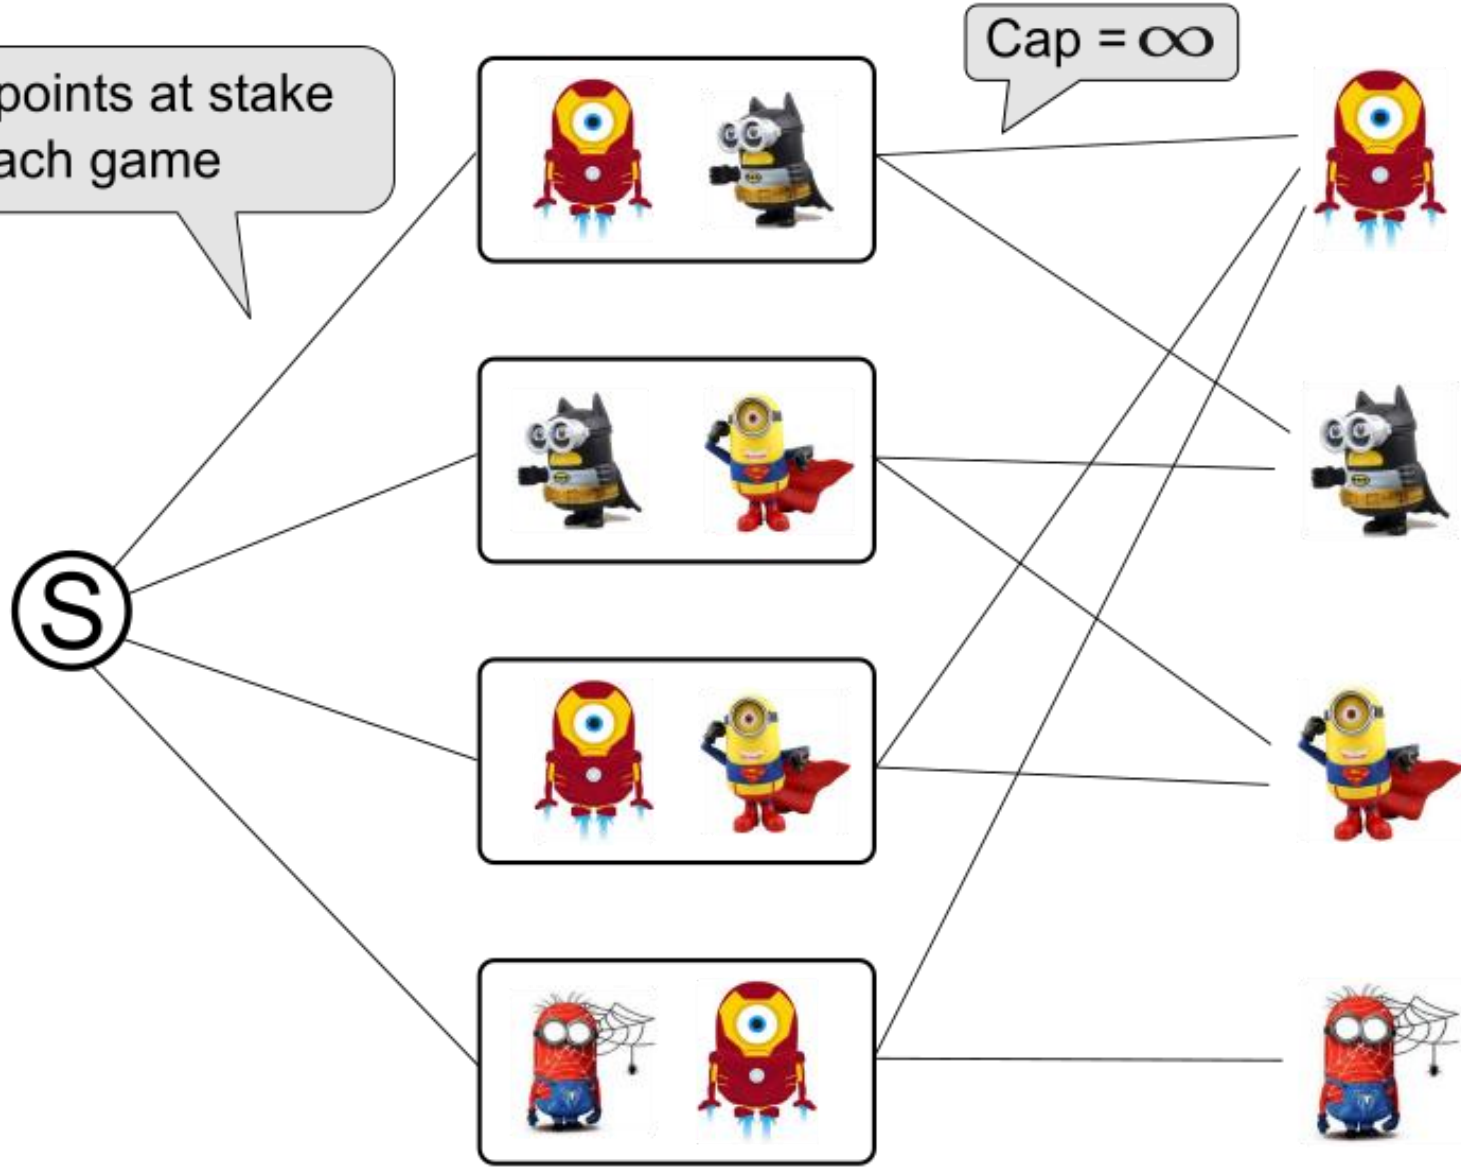 points at stake
ach game
Cap = ∞
S